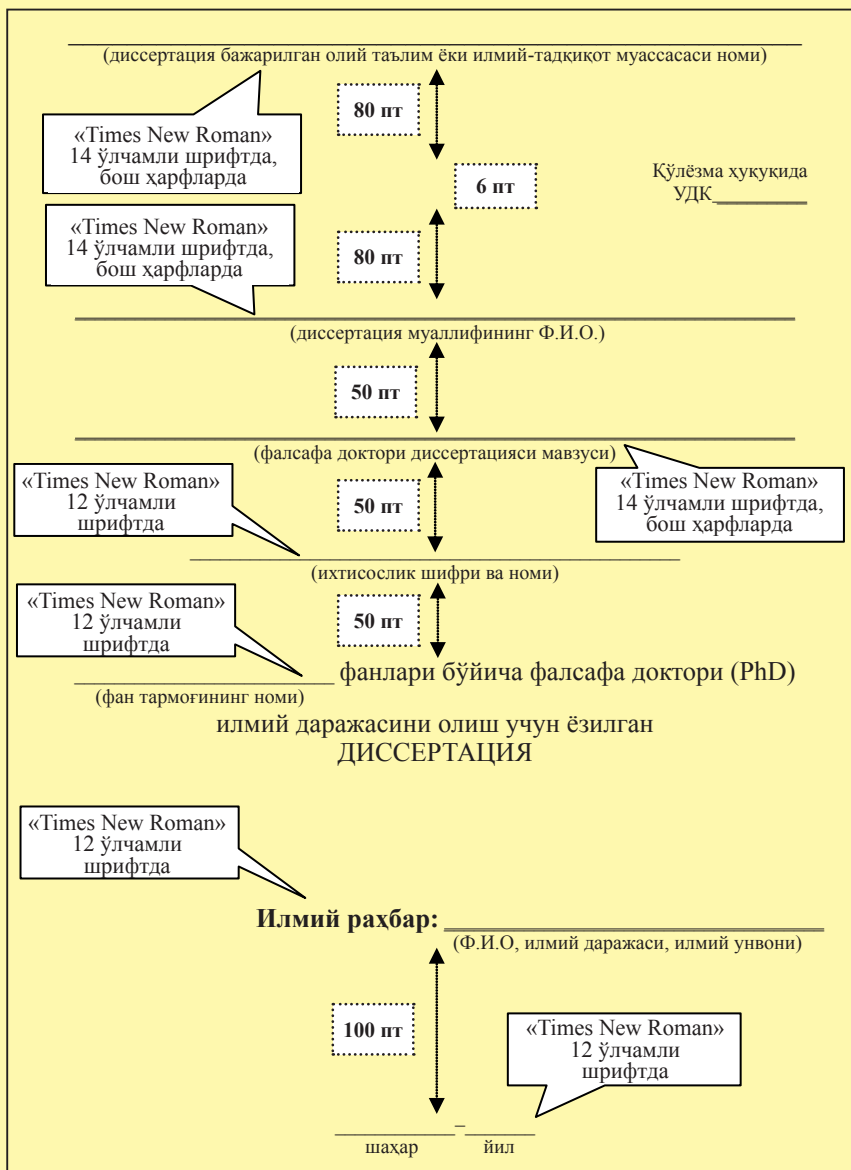 (диссертация бажарилган олий таълим ёки илмий-тадқиқот муассасаси номи)
80 пт
«Times New Roman»
14 ўлчамли шрифтда,
бош ҳарфларда
6 пт
Қўлёзма ҳуқуқида
УДК________
«Times New Roman»
14 ўлчамли шрифтда,
бош ҳарфларда
80 пт
(диссертация муаллифининг Ф.И.О.)
50 пт
(фалсафа доктори диссертацияси мавзуси)
«Times New Roman»
12 ўлчамли
шрифтда
50 пт
«Times New Roman»
14 ўлчамли шрифтда,
бош ҳарфларда
(ихтисослик шифри ва номи)
«Times New Roman»
12 ўлчамли
шрифтда
50 пт
____________________ фанлари бўйича фалсафа доктори (PhD)
(фан тармоғининг номи)
илмий даражасини олиш учун ёзилган
ДИССЕРТАЦИЯ
«Times New Roman»
12 ўлчамли
шрифтда
Илмий раҳбар: ____________________
(Ф.И.О, илмий даражаси, илмий унвони)
100 пт
«Times New Roman»
12 ўлчамли
шрифтда
____________–_______
шаҳар йил